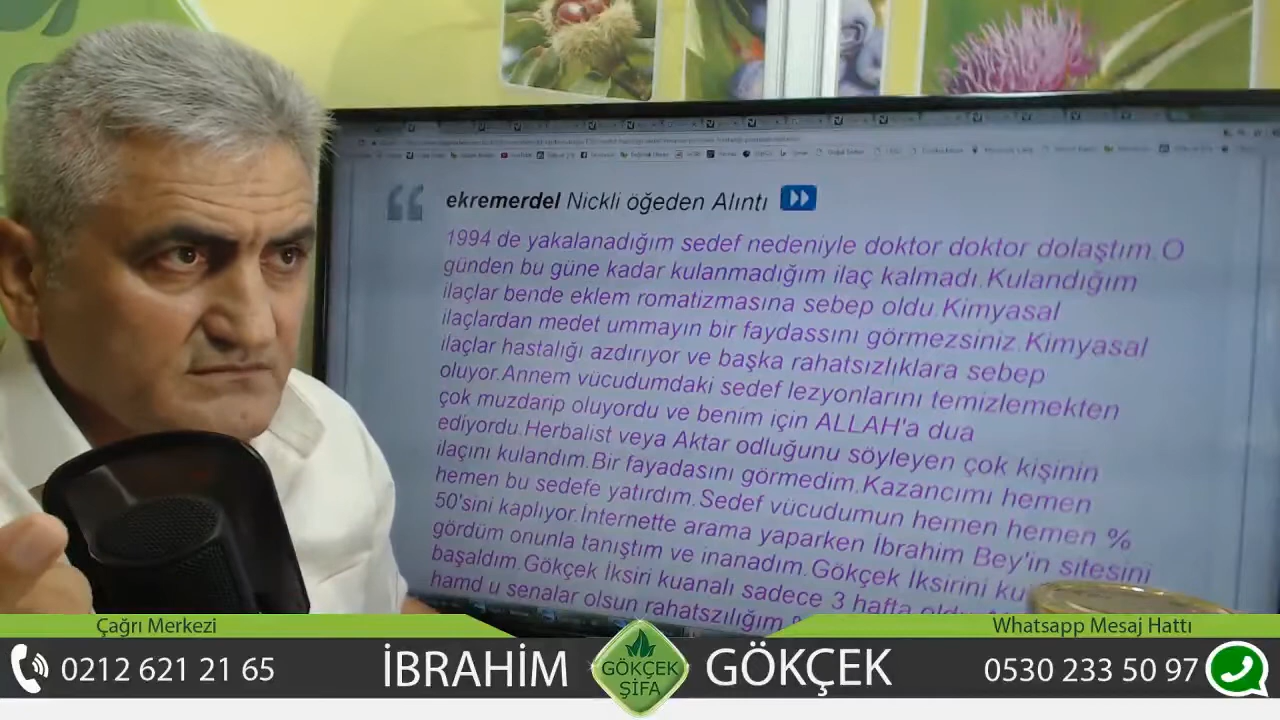 ekremerdel Nickli öğeden Alıntı
1994 de yakalanadığım sedef nedeniyle doktor doktor dolaştım.O
günden bu güne kadar kulanmadığım ilaç kalmadı.Kulandığım
ilaçlar bende eklem romatizmasına sebep oldu.Kimyasal
ilaçlardan medet ummayın bir faydassını görmezsiniz.Kimyasal
ilaçlar hastalığı azdırıyor ve başka rahatsızlıklara sebep
oluyor.Annem vücudumdaki sedef lezyonlarını temizlemekten
çok muzdarip oluyordu ve benim için ALLAH'a dua
ediyordu.Herbalist veya Aktar odluğunu söyleyen çok kişinin
ilaçını kulandım.Bir fayadasını görmedim.Kazancımı hemen
hemen bu sedefe yatırdım.Sedef vücudumun hemen hemen %
50'sini kaplıyor.İnternette arama yaparken İbrahim Bey'in sitesini
gördüm onunla tanıştım ve inanadım.Gökçek İksirini ku
başaldım.Gökçek İksiri kuanalı sadece 3 hafta
hamd u senalar olsun rahatszılığım %
Çağrı Merkezi
Whatsapp Mesaj Hattı
0212 621 21 65
İBRAHİM
GÖKÇEK
ŞİFA
GÖKÇEK
0530 233 50 97